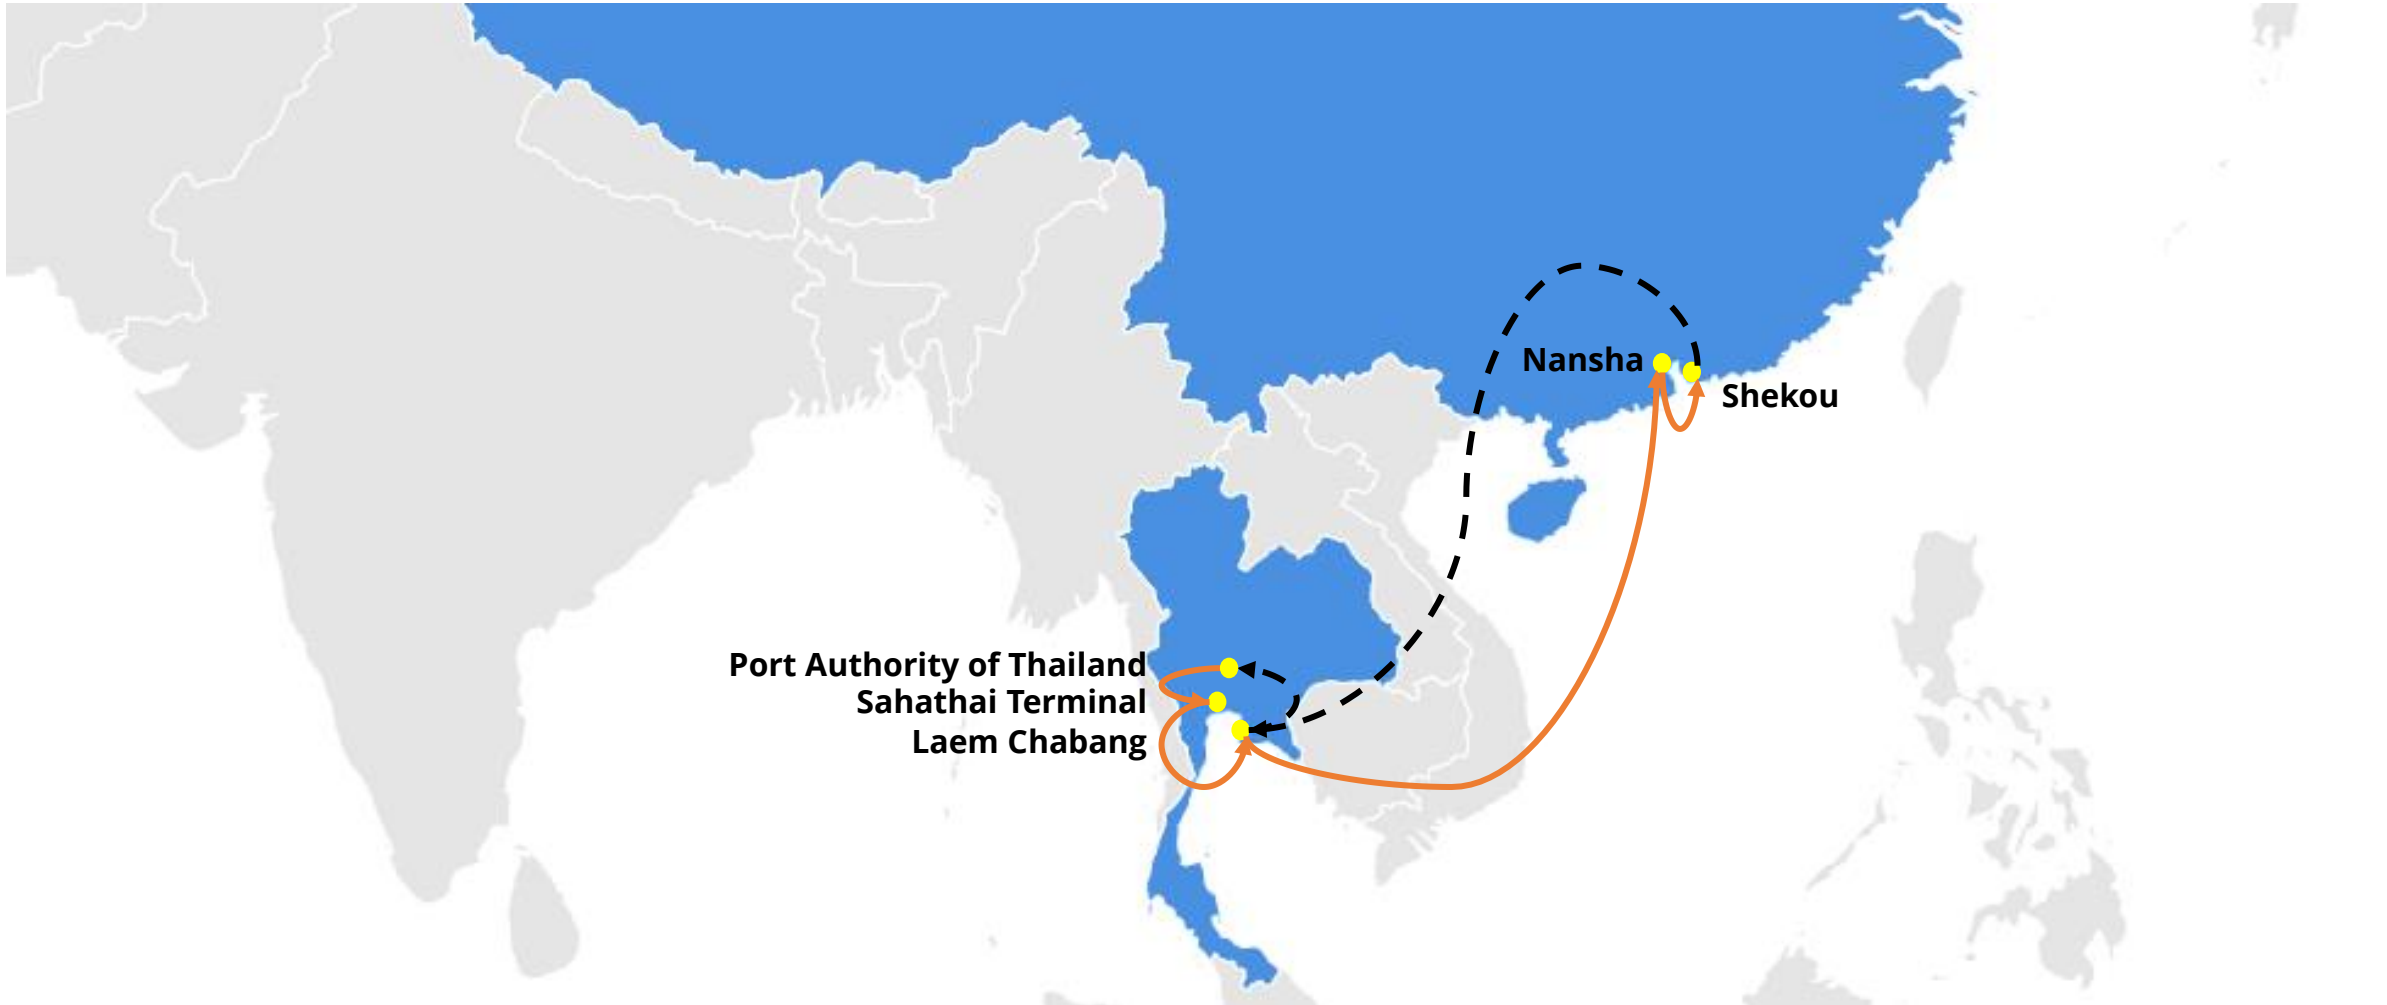 Nansha
Shekou
Port Authority of Thailand
Sahathai Terminal
Laem Chabang